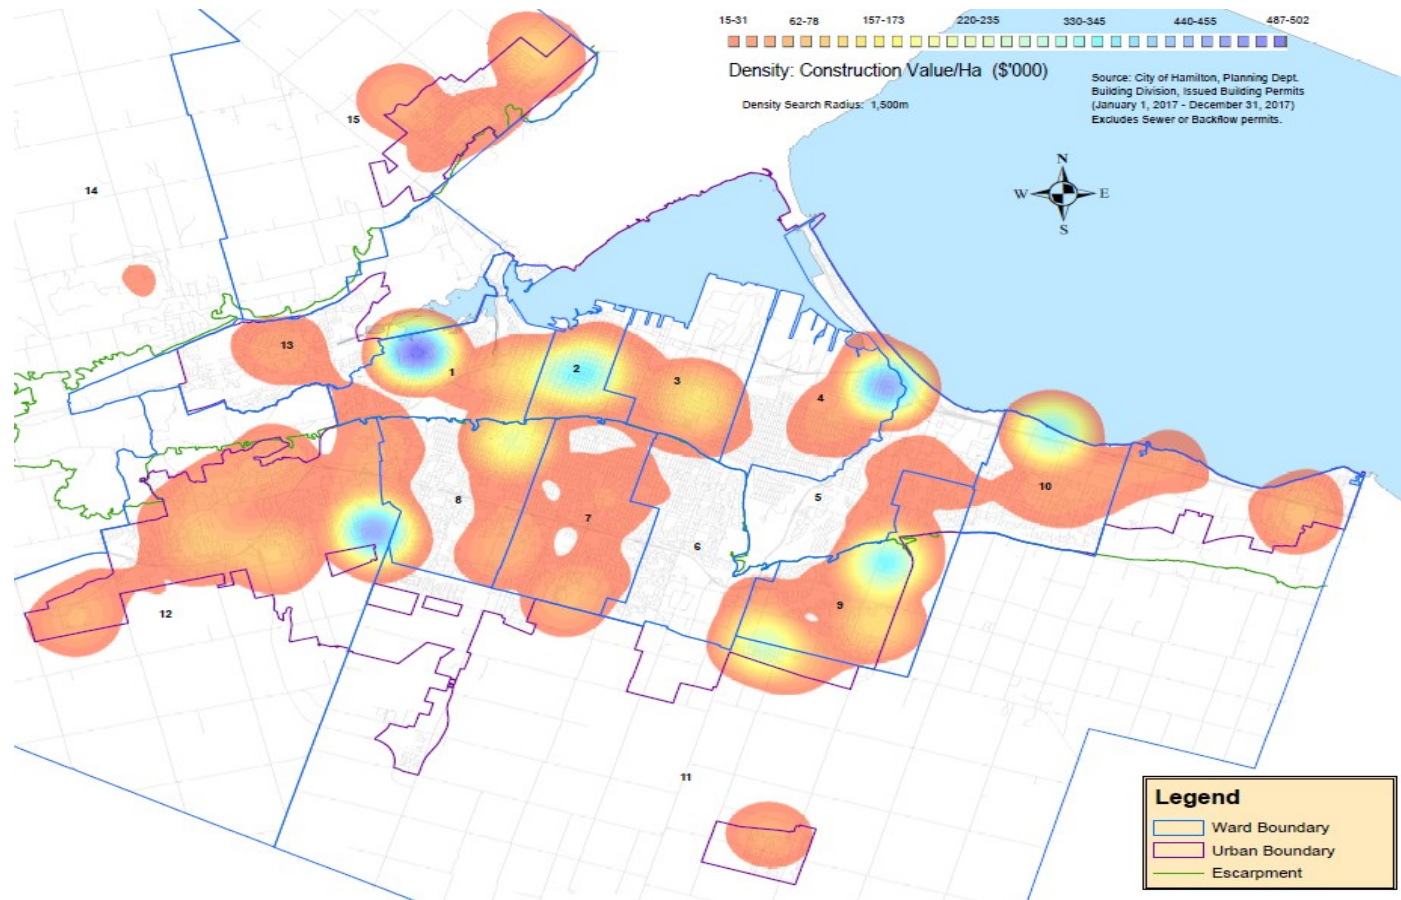 15-31 62-78 157-173 220-235 330-345 440-455 487-502
Density: Construction Value/Ha ($'000)
Density Search Radius: 1,500m
Source: City of Hamilton, Planning Dept.
Building Division, Issued Building Permits
(January 1, 2017 - December 31, 2017)
Excludes Sewer or Backflow permits.
N
W E
S
15
14
13
1
2
3
4
5
6
7
8
9
10
12
11
Legend
Ward Boundary
Urban Boundary
Escarpment